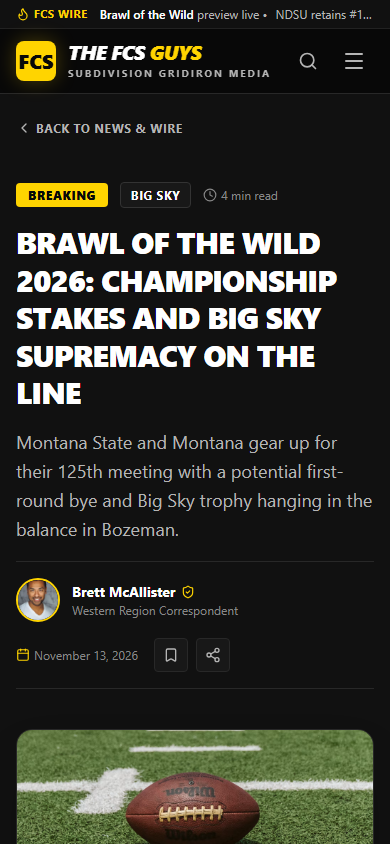 FCS WIRE Brawl of the Wild preview live • NDSU retains #1...
FCS THE FCS GUYS
SUBDIVISION GRIDIRON MEDIA
BACK TO NEWS & WIRE
BREAKING BIG SKY 4 min read
BRAWL OF THE WILD
2026: CHAMPIONSHIP
STAKES AND BIG SKY
SUPREMACY ON THE
LINE
Montana State and Montana gear up for
their 125th meeting with a potential first-
round bye and Big Sky trophy hanging in the
balance in Bozeman.
Brett McAllister
Western Region Correspondent
November 13, 2026
Wilson
Wilson